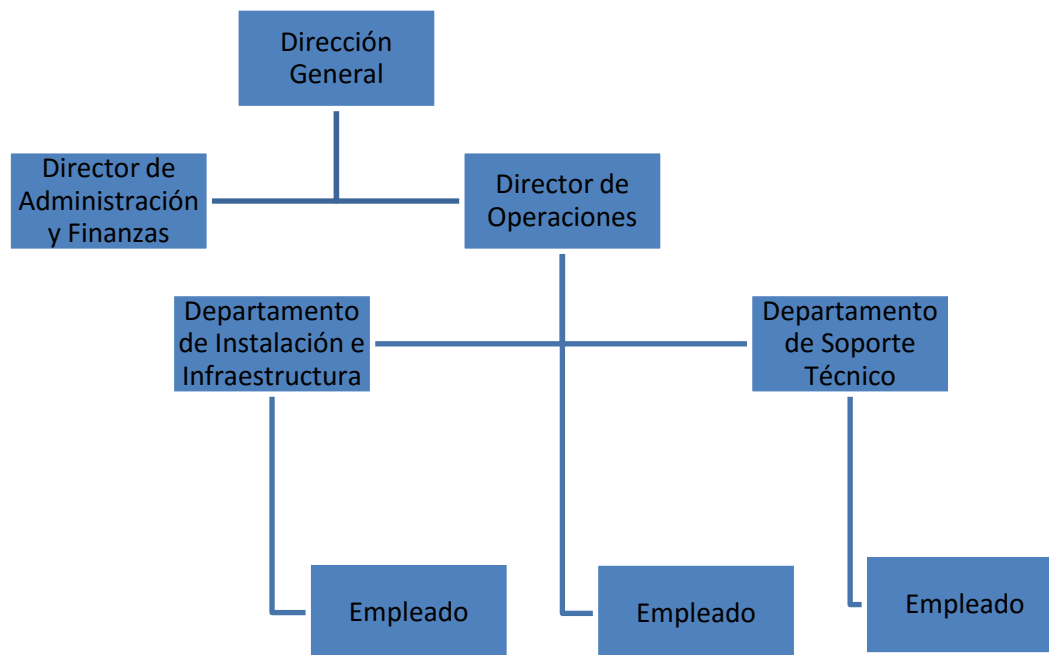 Dirección
General
Director de
Administración
y Finanzas
Director de
Operaciones
Departamento
de Instalación e
Infraestructura
Departamento
de Soporte
Técnico
Empleado
Empleado
Empleado